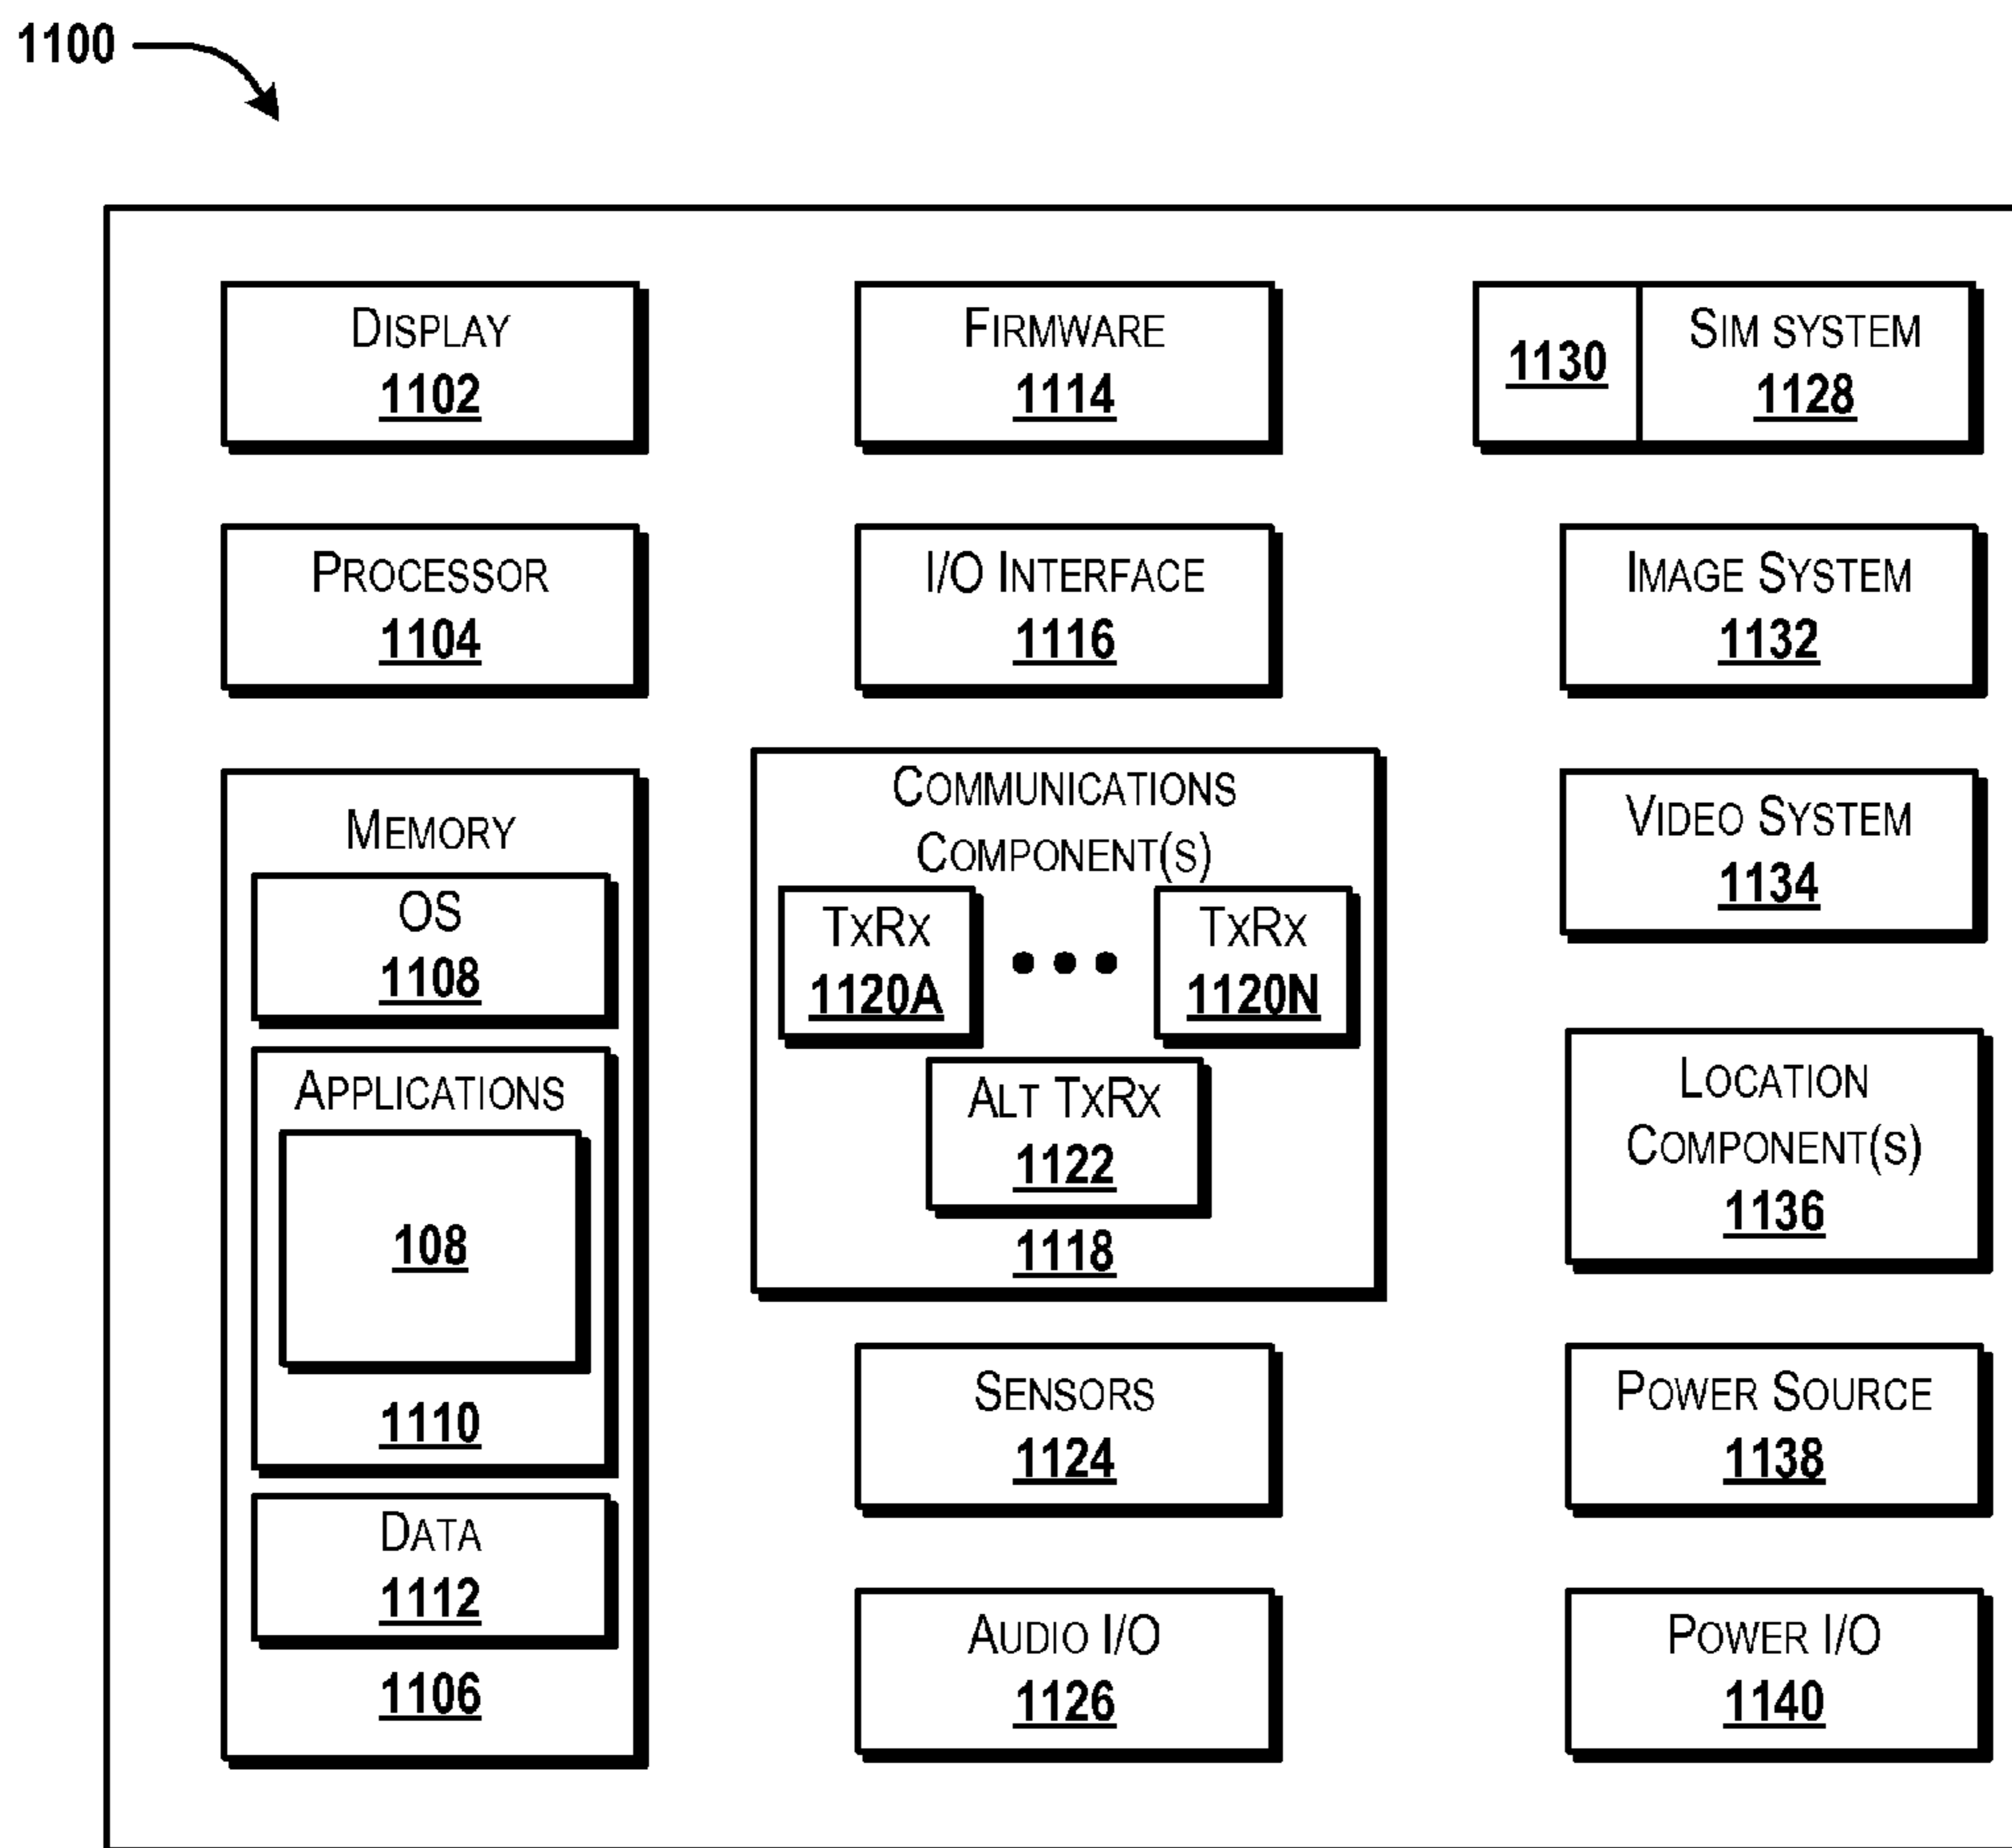 1100
DISPLAY
1102
PROCESSOR
1104
MEMORY
OS
1108
APPLICATIONS
108
1110
DATA
1112
1106
FIRMWARE
1114
I/O INTERFACE
1116
COMMUNICATIONS
COMPONENT(S)
TXRX
1120A
TXRX
1120N
ALT TXRX
1122
1118
SENSORS
1124
AUDIO I/O
1126
1130
SIM SYSTEM
1128
IMAGE SYSTEM
1132
VIDEO SYSTEM
1134
LOCATION
COMPONENT(S)
1136
POWER SOURCE
1138
POWER I/O
1140